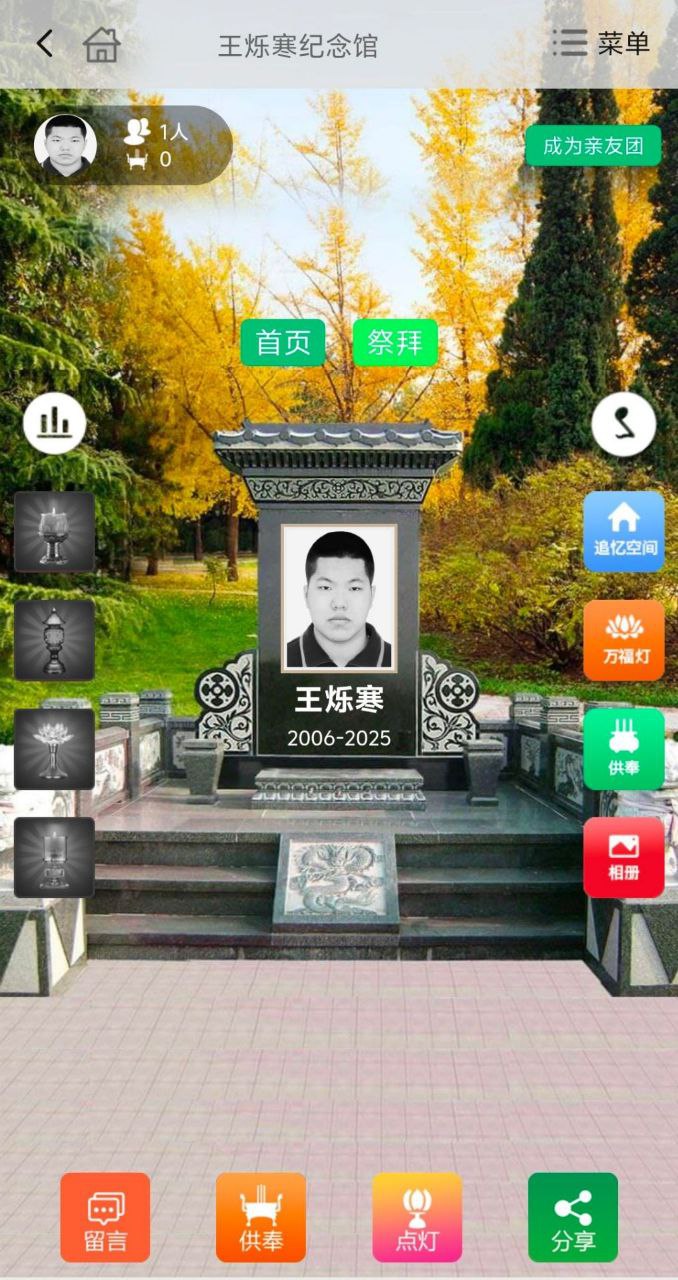 王烁寒纪念馆
菜单
1人
0
成为亲友团
首页
祭拜
追忆空间
万福灯
王烁寒
2006-2025
供奉
相册
留言
供奉
点灯
分享